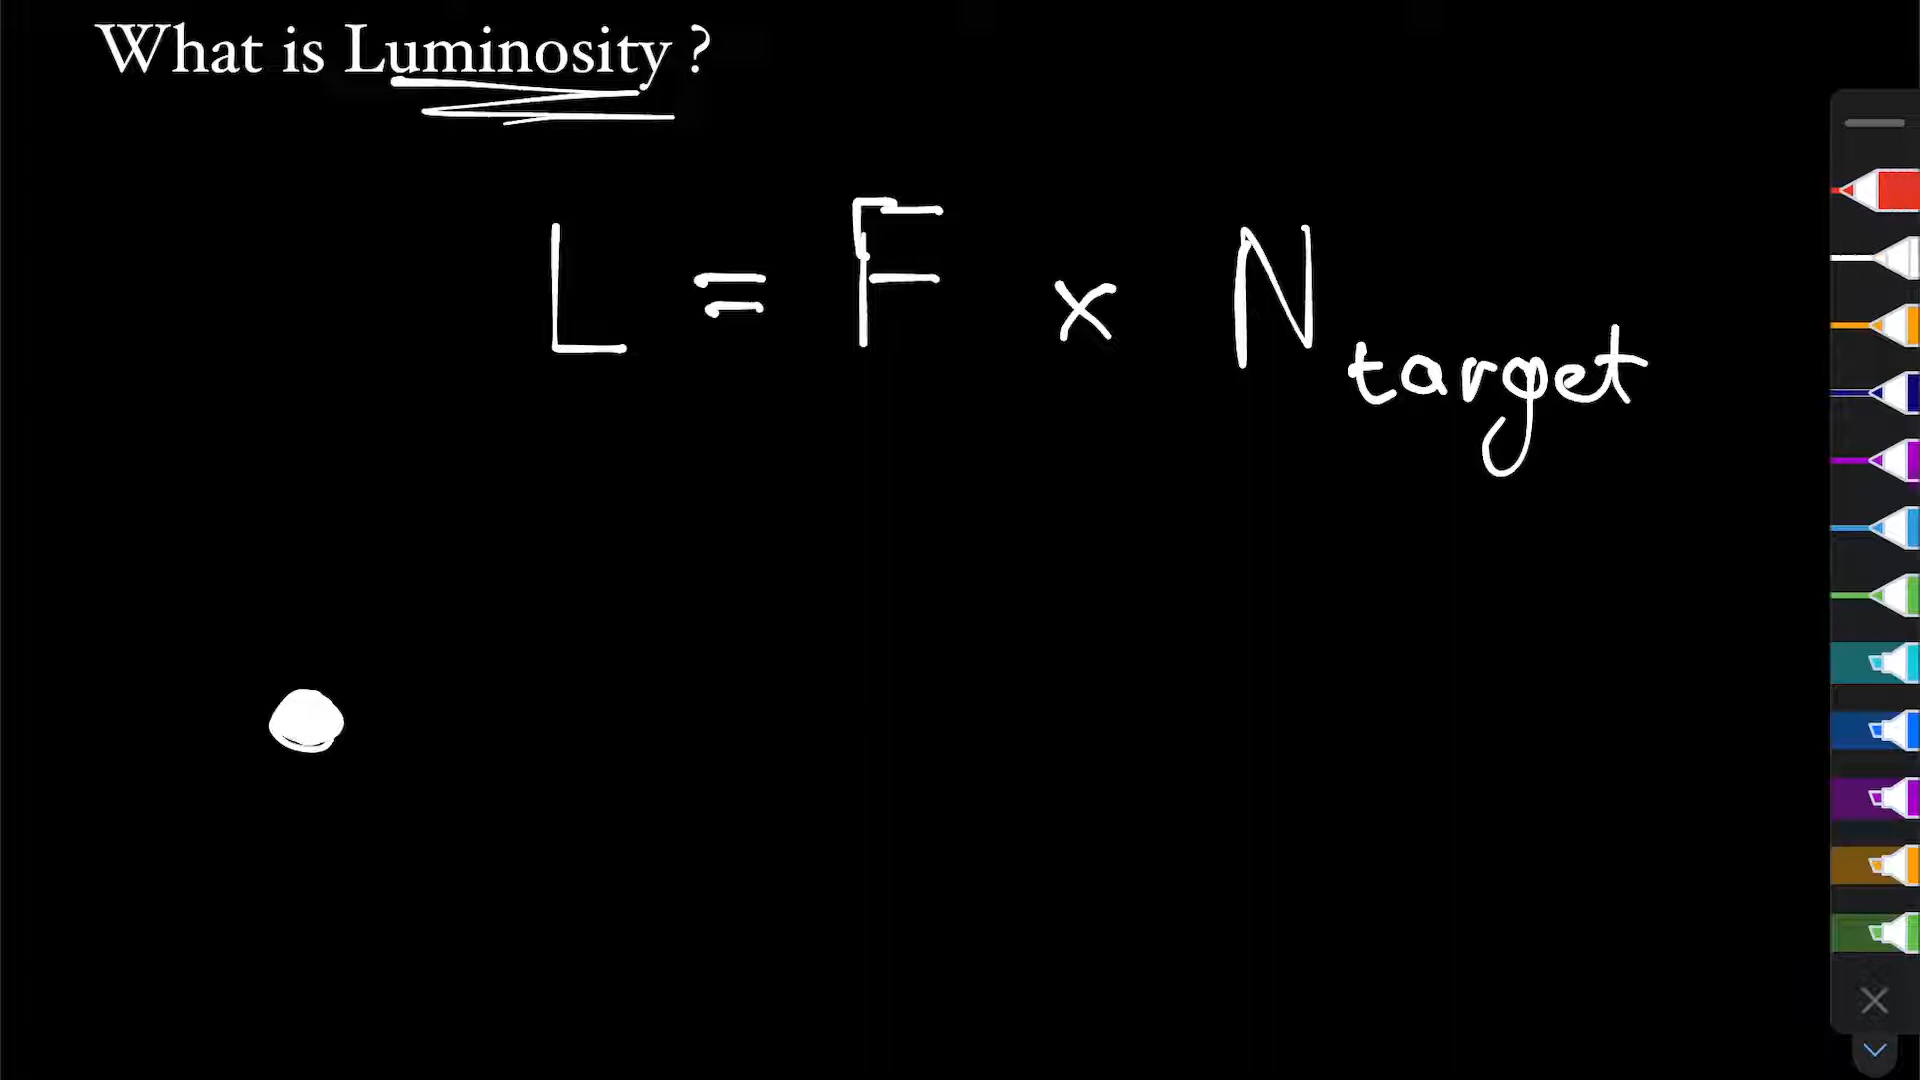 What is Luminosity ?
L = F × N target